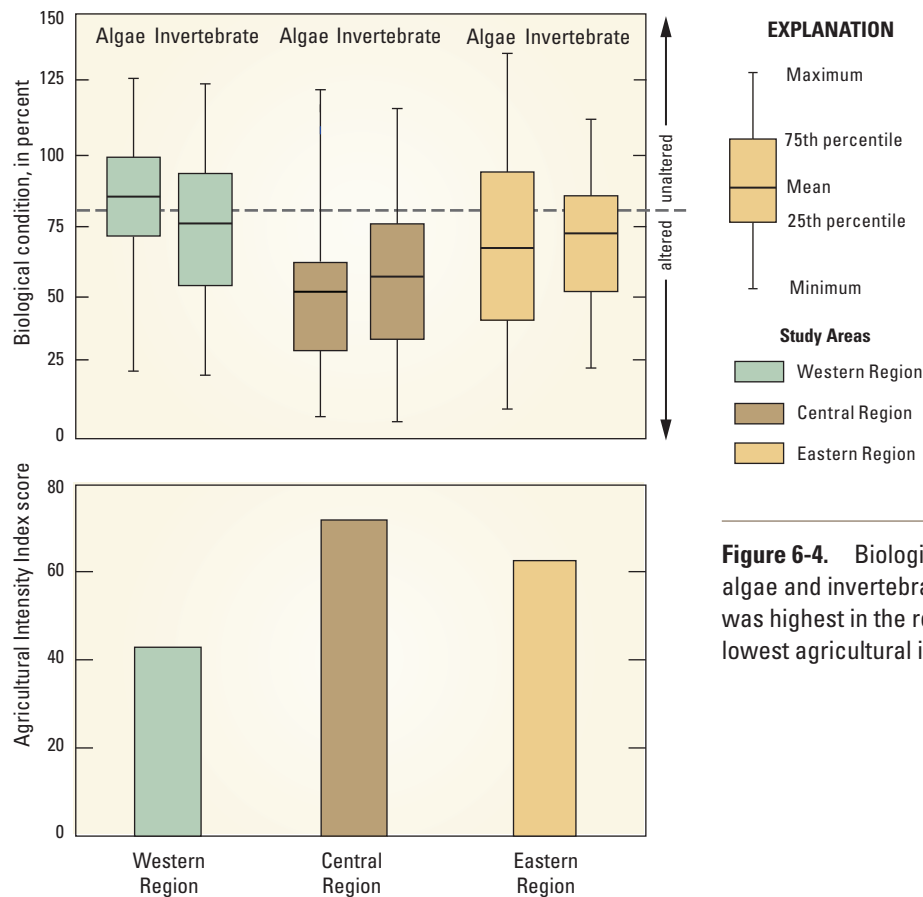 Biological condition, in percent
150
125
100
75
50
25
0
Algae Invertebrate Algae Invertebrate Algae Invertebrate
unaltered
altered
EXPLANATION
Maximum
75th percentile
Mean
25th percentile
Minimum
Study Areas
Western Region
Central Region
Eastern Region
Agricultural Intensity Index score
80
60
40
20
0
Western
Region
Central
Region
Eastern
Region
Figure 6-4. Biologi
algae and invertebra
was highest in the re
lowest agricultural i